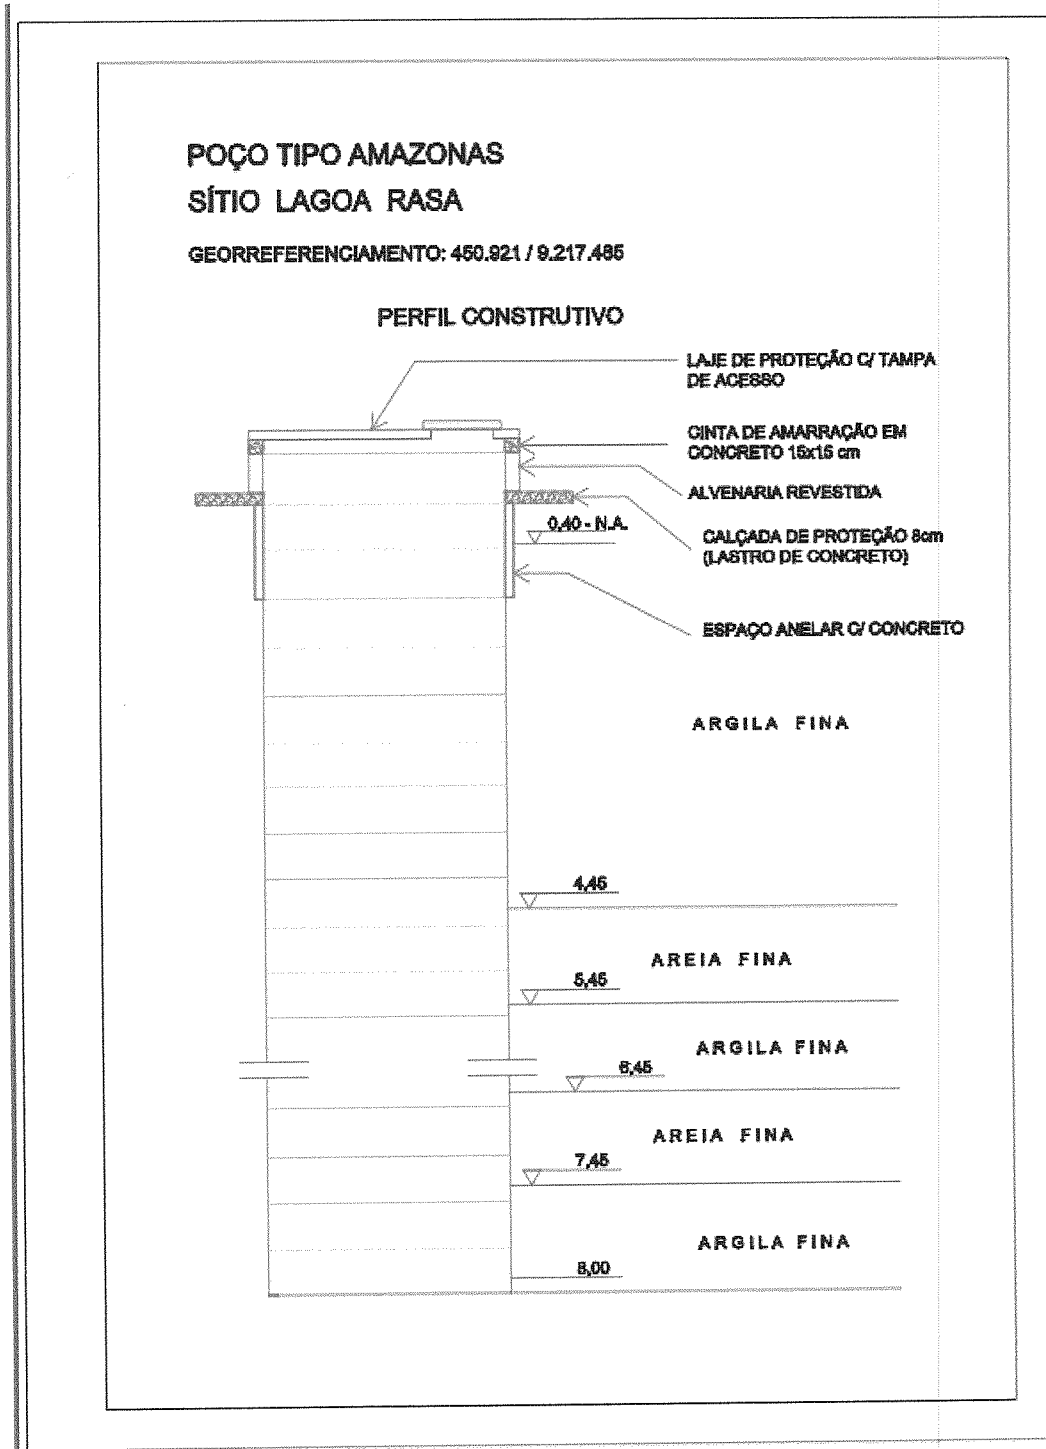 POÇO TIPO AMAZONAS
SÍTIO LAGOA RASA
GEORREFERENCIAMENTO: 450.921 / 9.217.485
PERFIL CONSTRUTIVO
LAJE DE PROTEÇÃO C/ TAMPA
DE ACESSO
CINTA DE AMARRAÇÃO EM
CONCRETO 15x15 cm
ALVENARIA REVESTIDA
0,40 - N.A.
CALÇADA DE PROTEÇÃO 8cm
(LASTRO DE CONCRETO)
ESPAÇO ANELAR C/ CONCRETO
ARGILA FINA
4,45
AREIA FINA
5,45
ARGILA FINA
6,45
AREIA FINA
7,45
ARGILA FINA
8,00